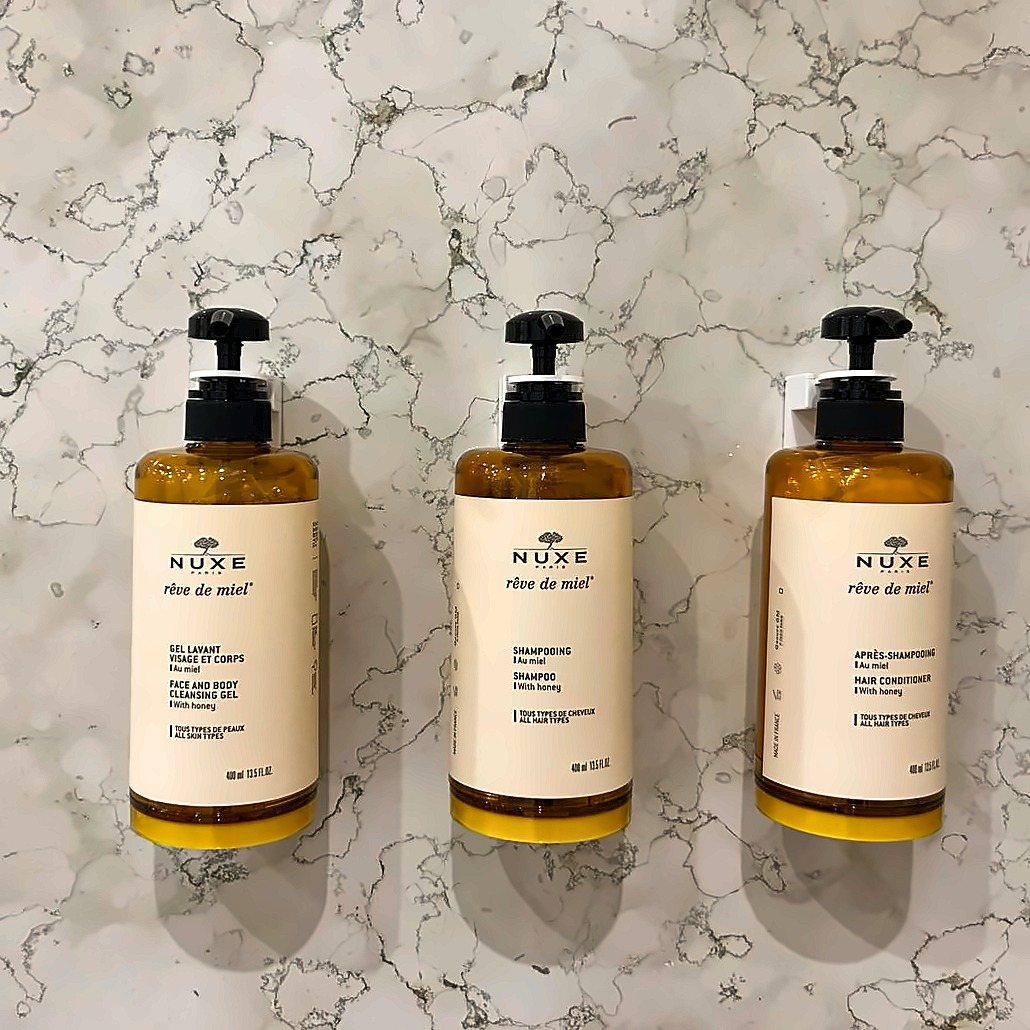 NUXE
PARIS
rêve de miel®
GEL LAVANT
VISAGE ET CORPS
Au miel
FACE AND BODY
CLEANSING GEL
With honey
TOUS TYPES DE PEAUX
ALL SKIN TYPES
400 ml 13.5 FL.OZ.
NUXE
PARIS
rêve de miel®
SHAMPOOING
Au miel
SHAMPOO
With honey
TOUS TYPES DE CHEVEUX
ALL HAIR TYPES
400 ml 13.5 FL.OZ.
MADE IN FRANCE
NUXE
PARIS
rêve de miel®
APRÈS-SHAMPOOING
Au miel
HAIR CONDITIONER
With honey
TOUS TYPES DE CHEVEUX
ALL HAIR TYPES
400 ml 13.5 FL.OZ.
MADE IN FRANCE